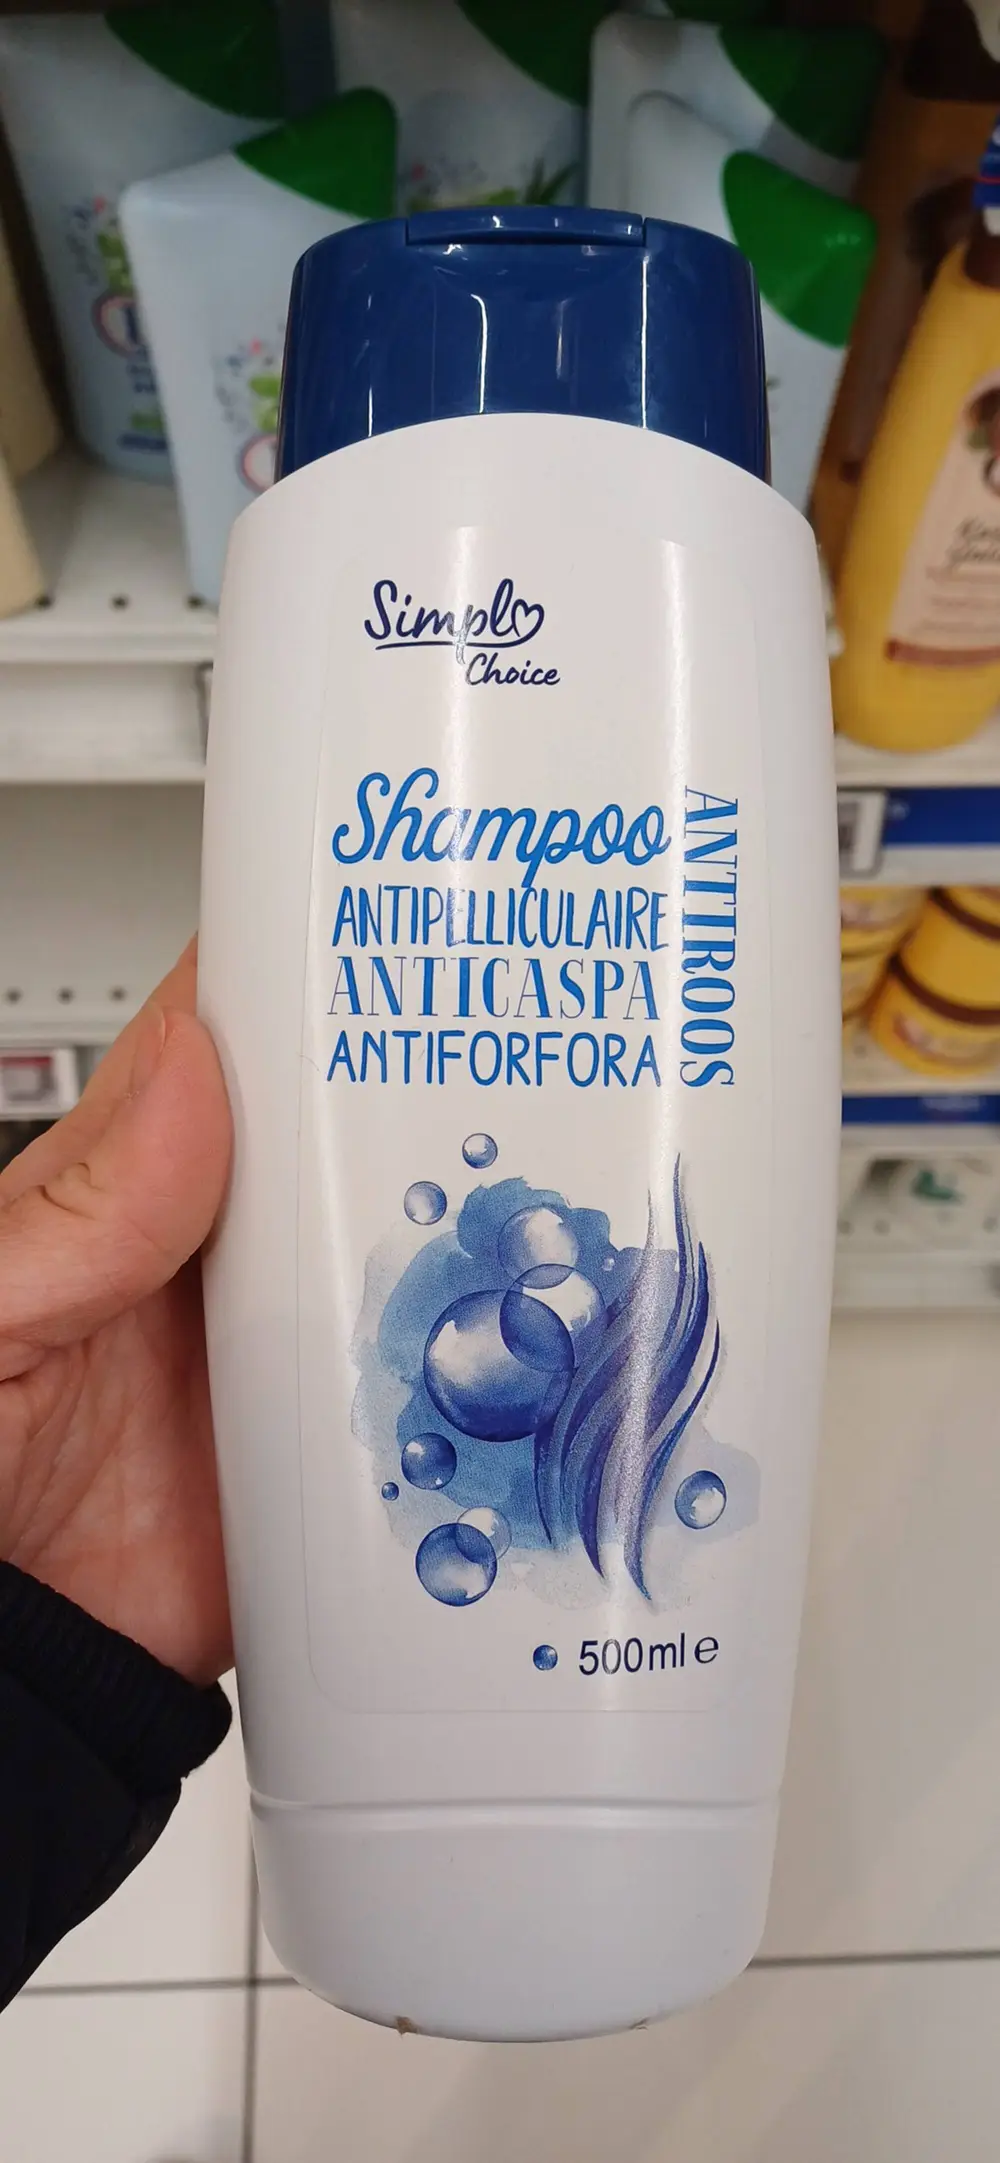 Simpl
Choice
Shampoo
ANTIPELLICULAIRE
ANTICASPA
ANTIFORFORA
ANTIROOS
500ml e